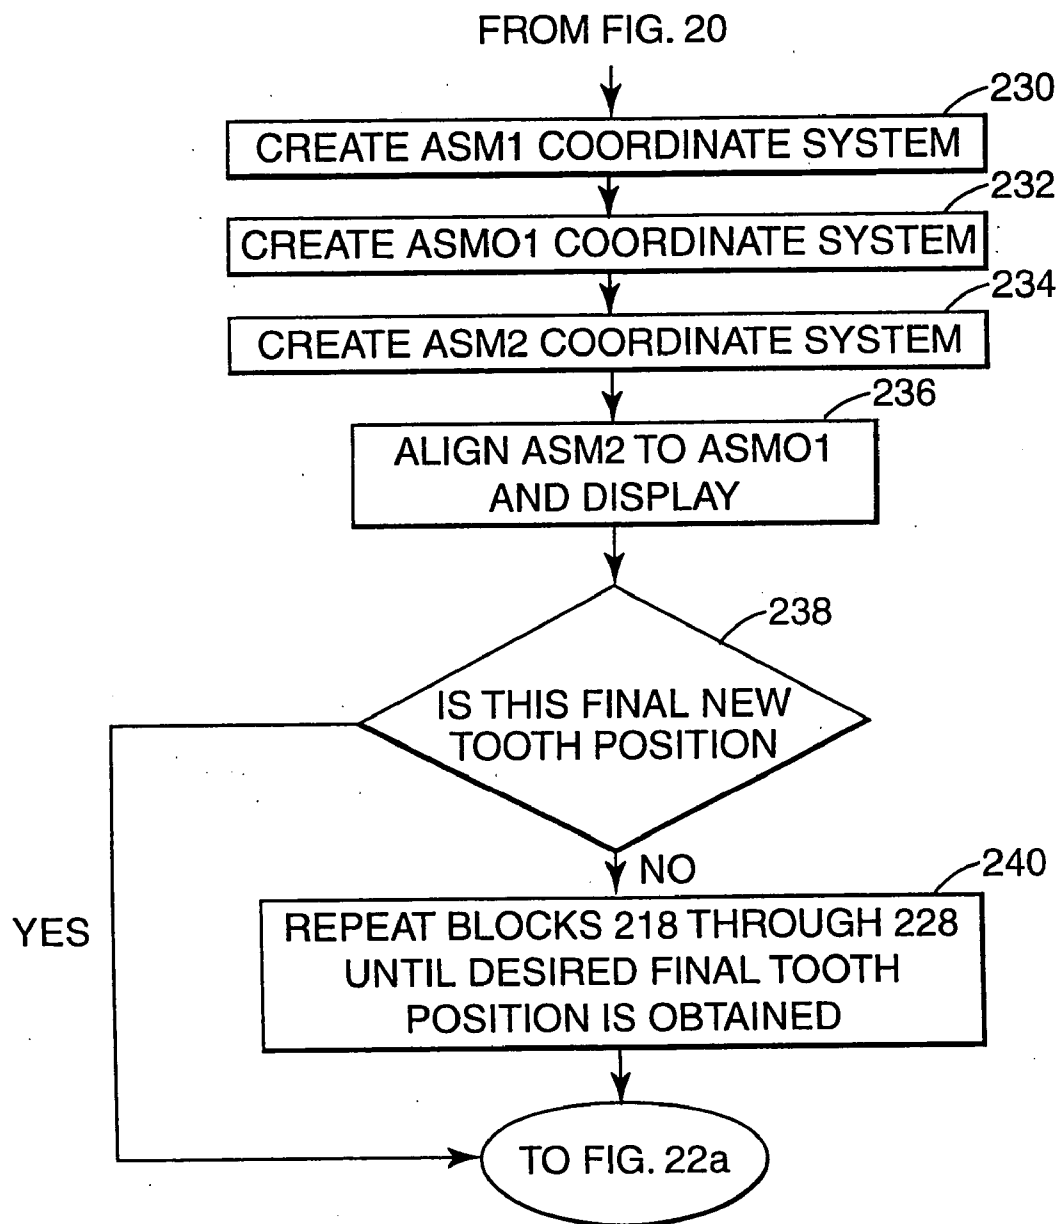 FROM FIG. 20
230
CREATE ASM1 COORDINATE SYSTEM
232
CREATE ASMO1 COORDINATE SYSTEM
234
CREATE ASM2 COORDINATE SYSTEM
236
ALIGN ASM2 TO ASMO1
AND DISPLAY
238
IS THIS FINAL NEW
TOOTH POSITION
NO
240
YES
REPEAT BLOCKS 218 THROUGH 228
UNTIL DESIRED FINAL TOOTH
POSITION IS OBTAINED
TO FIG. 22a